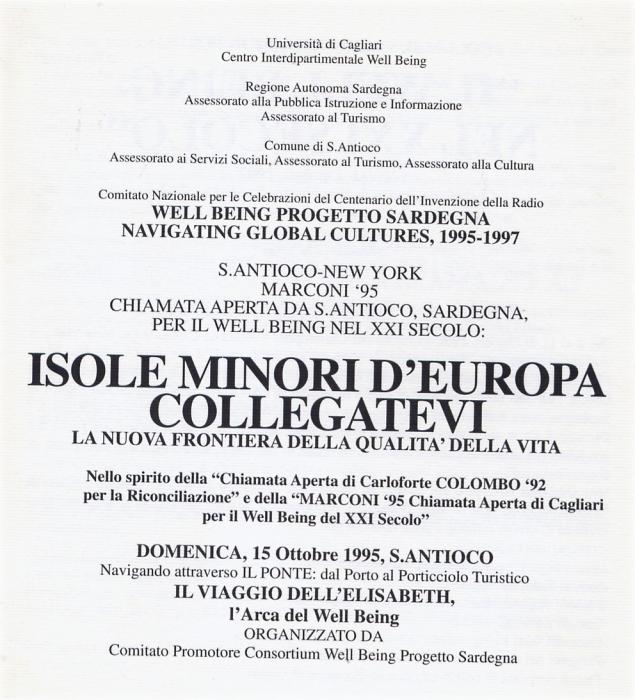 Università di Cagliari
Centro Interdipartimentale Well Being
Regione Autonoma Sardegna
Assessorato alla Pubblica Istruzione e Informazione
Assessorato al Turismo
Comune di S.Antioco
Assessorato ai Servizi Sociali, Assessorato al Turismo, Assessorato alla Cultura
Comitato Nazionale per le Celebrazioni del Centenario dell'Invenzione della Radio
WELL BEING PROGETTO SARDEGNA
NAVIGATING GLOBAL CULTURES, 1995-1997
S.ANTIOCO-NEW YORK
MARCONI ‘95
CHIAMATA APERTA DA S.ANTIOCO, SARDEGNA,
PER IL WELL BEING NEL XXI SECOLO:
ISOLE MINORI D’EUROPA
COLLEGATEVI
LA NUOVA FRONTIERA DELLA QUALITA’ DELLA VITA
Nello spirito della “Chiamata Aperta di Carloforte COLOMBO ‘92
per la Riconciliazione” e della “MARCONI ‘95 Chiamata Aperta di Cagliari
per il Well Being del XXI Secolo”
DOMENICA, 15 Ottobre 1995, S.ANTIOCO
Navigando attraverso IL PONTE: dal Porto al Porticciolo Turistico
IL VIAGGIO DELL’ELISABETH,
l’Arca del Well Being
ORGANIZZATO DA
Comitato Promotore Consortium Well Being Progetto Sardegna